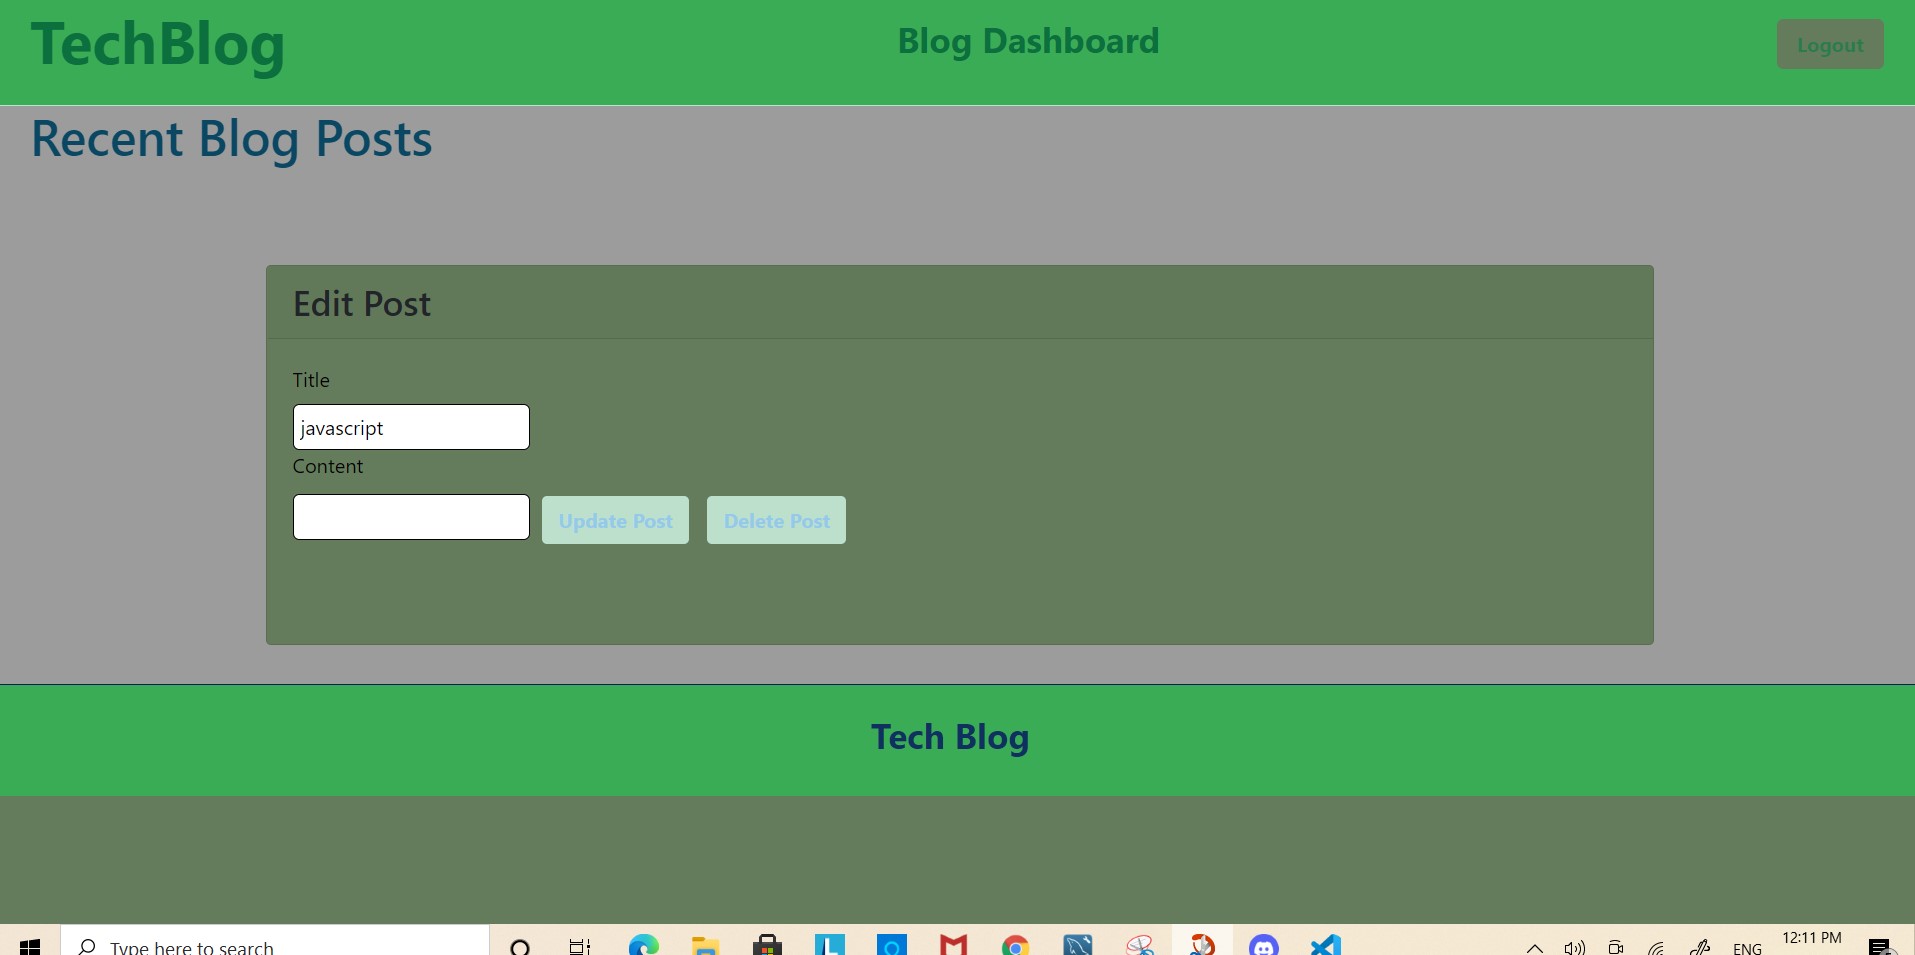 TechBlog
Blog Dashboard
Logout
Recent Blog Posts
Edit Post
Title
javascript
Content
Update Post
Delete Post
Tech Blog
Type here to search
ENG
12:11 PM